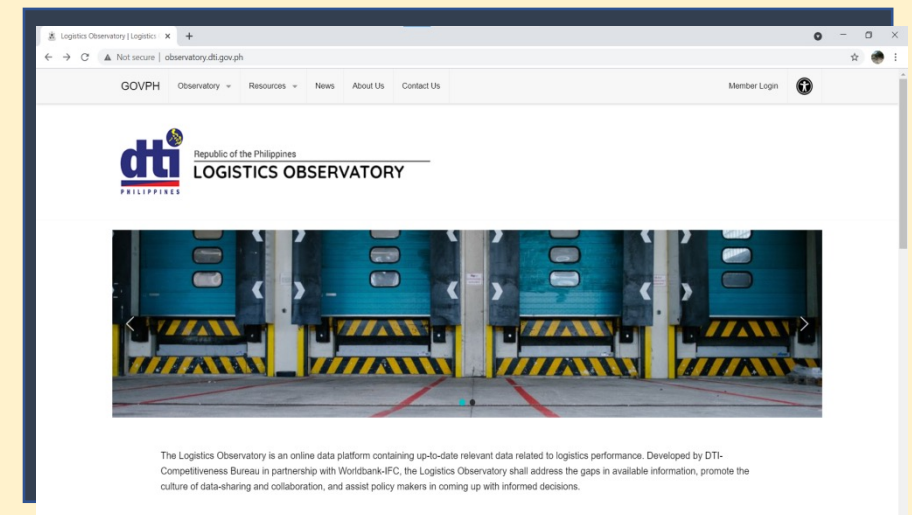 Logistics Observatory | Logistics
Not secure | observatory.dti.gov.ph
GOVPH Observatory Resources News About Us Contact Us Member Login
dti
PHILIPPINES
Republic of the Philippines
LOGISTICS OBSERVATORY
The Logistics Observatory is an online data platform containing up-to-date relevant data related to logistics performance. Developed by DTI-
Competitiveness Bureau in partnership with Worldbank-IFC, the Logistics Observatory shall address the gaps in available information, promote the
culture of data-sharing and collaboration, and assist policy makers in coming up with informed decisions.